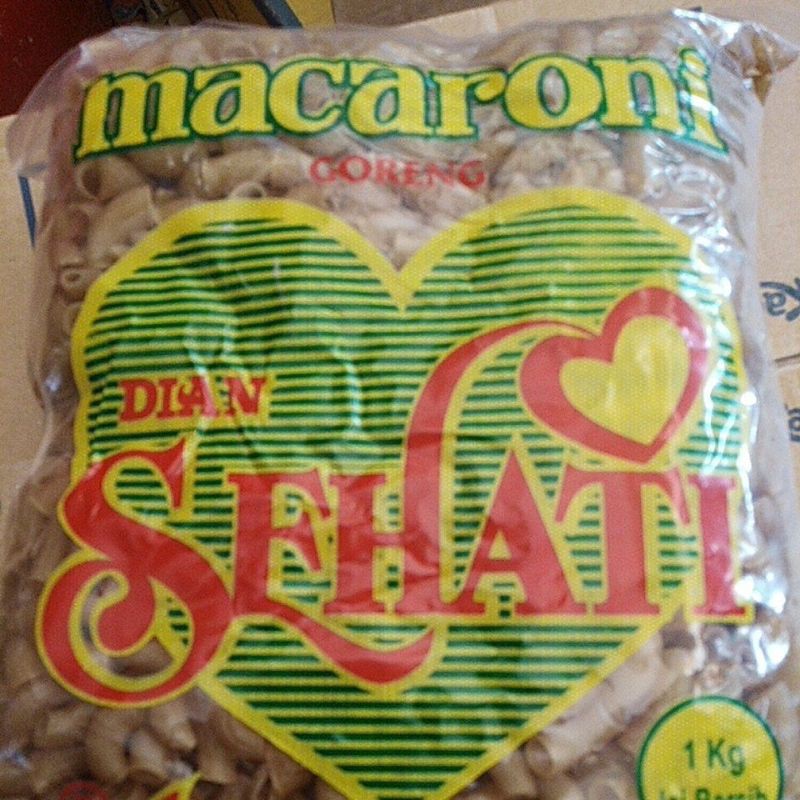 macaroni
GORENG
DIAN
SEHATI
1 Kg